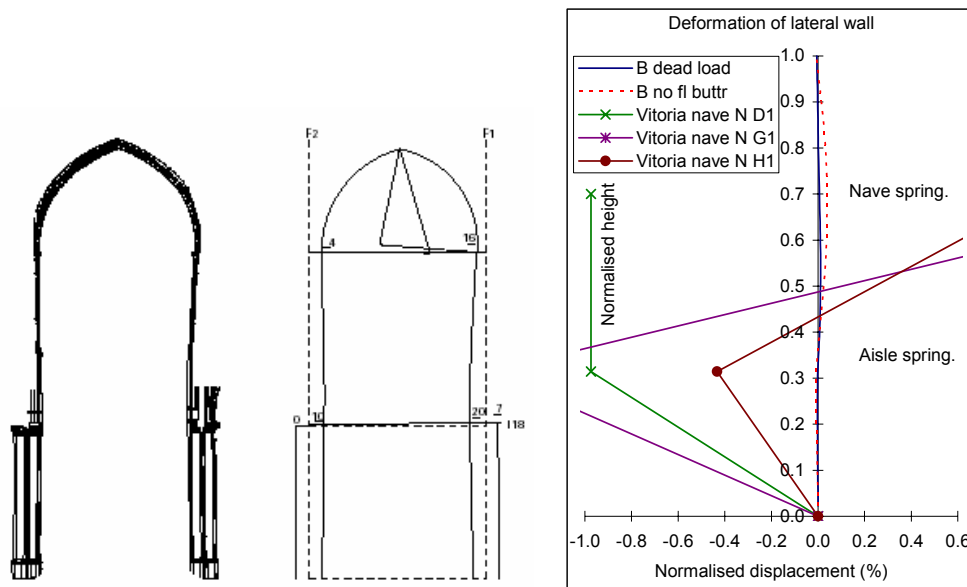 F2
F1
4
16
0
19
20
7
118
Deformation of lateral wall
B dead load
B no fl buttr
Vitoria nave N D1
Vitoria nave N G1
Vitoria nave N H1
1.0
0.9
0.8
0.7
0.6
0.5
0.4
0.3
0.2
0.1
0.0
Normalised height
Nave spring.
Aisle spring.
-1.0 -0.8 -0.6 -0.4 -0.2 0.0 0.2 0.4 0.6
Normalised displacement (%)